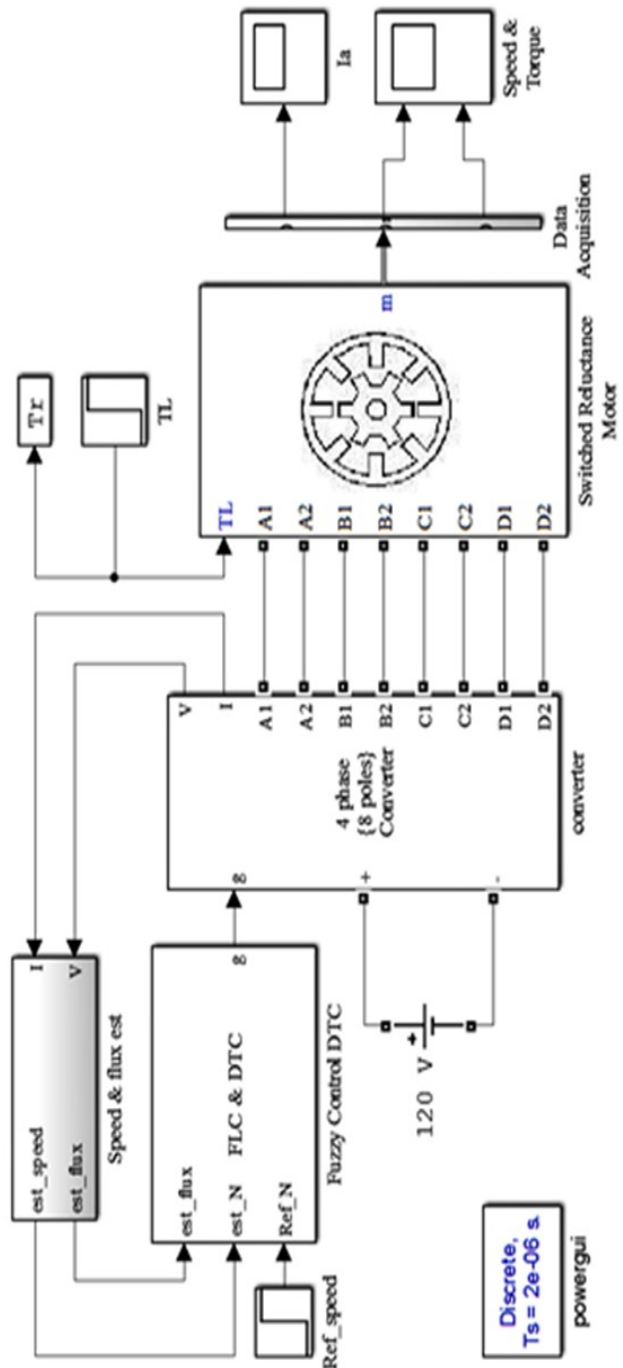 est_speed
est_flux
I
V
Speed & flux est
est_flux
est_N
Ref_N
FLC & DTC
g
Fuzzy Control DTC
Ref_speed
120 V
+
g
+
-
4 phase
{8 poles}
Converter
V
I
A1
A2
B1
B2
C1
C2
D1
D2
converter
Tr
TL
TL
A1
A2
B1
B2
C1
C2
D1
D2
m
Switched Reluctance
Motor
Data
Acquisition
Ia
Speed &
Torque
Discrete,
Ts = 2e-06 s.
powergui